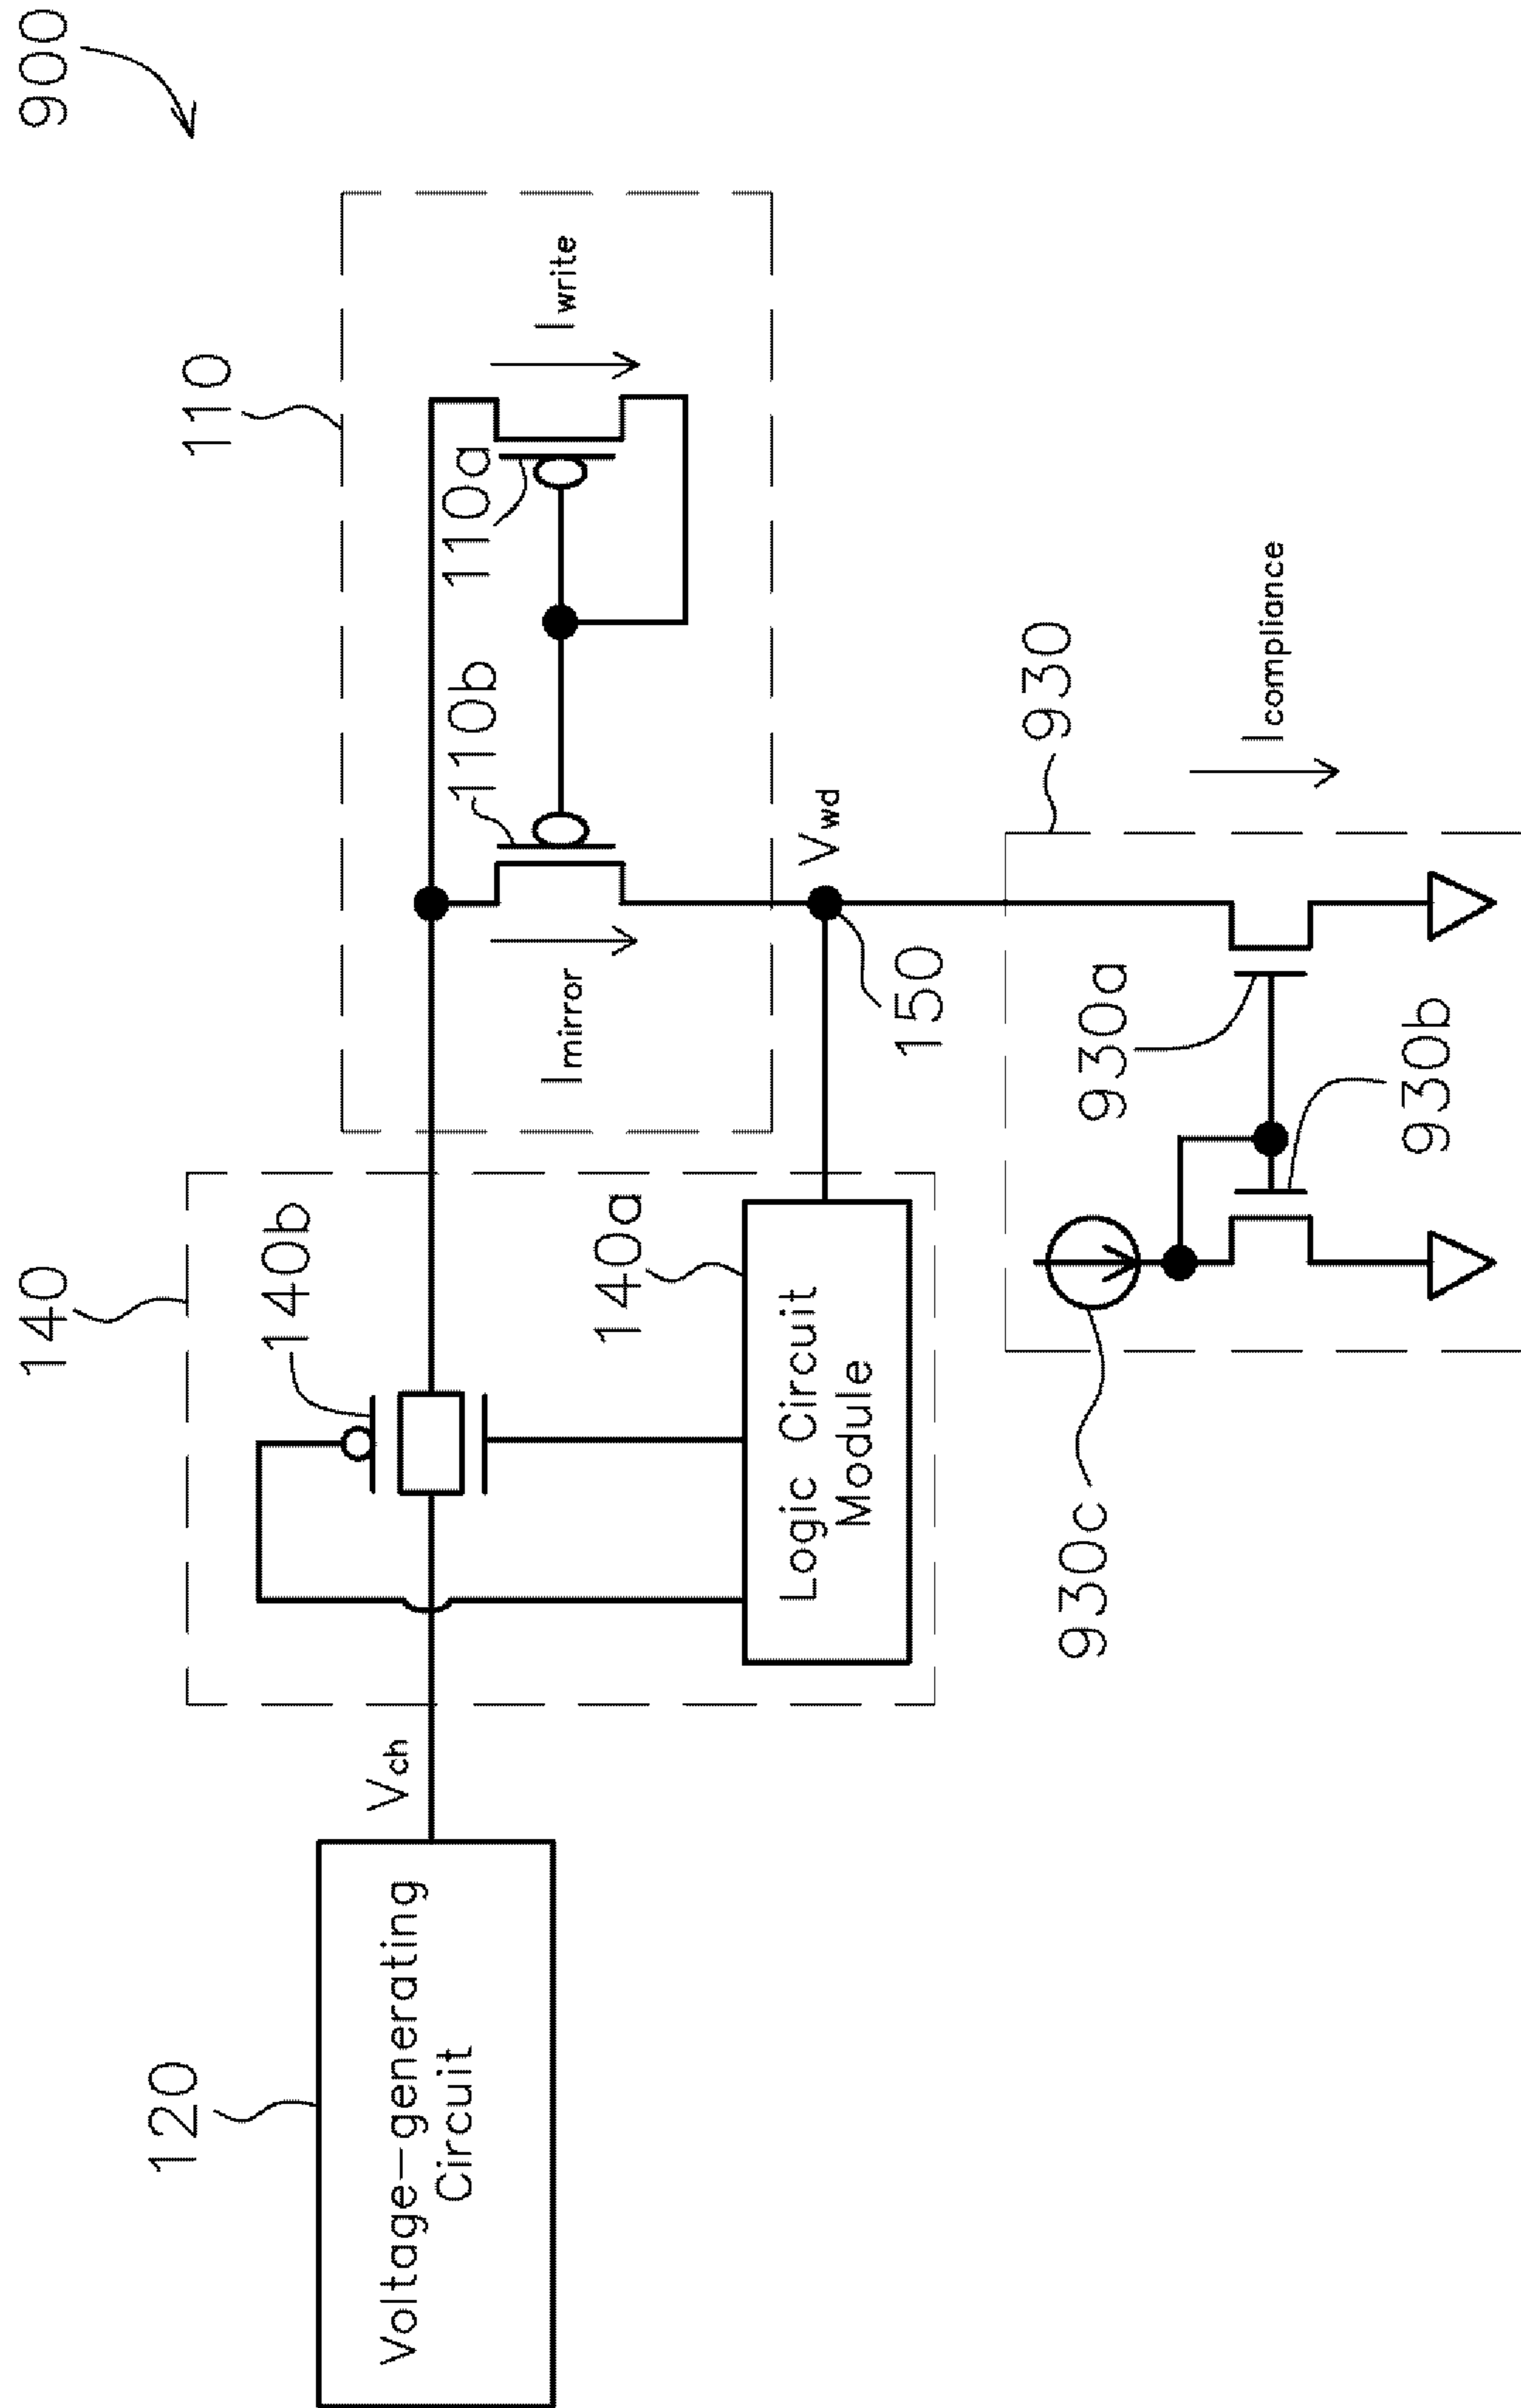 900
110
110a
110b
Iwrite
Imirror
140
140b
140a
Logic Circuit
Module
Vch
120
Voltage-generating
Circuit
Vwd
150
930
Icompliance
930a
930b
930c